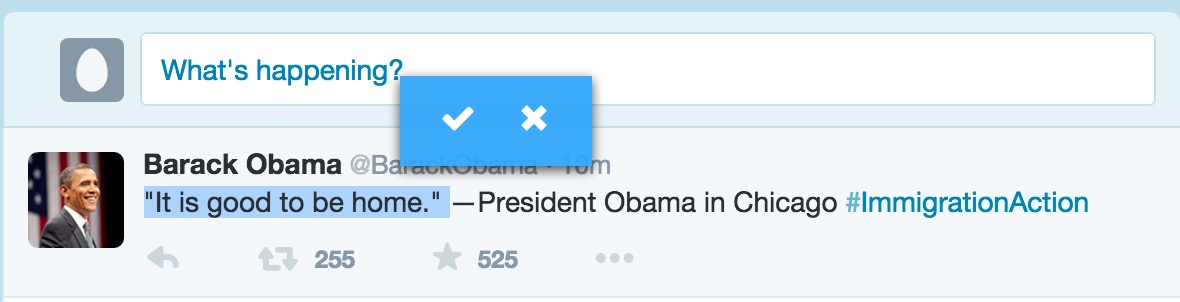 What's happening?
Barack Obama @BarackObama · 10m
"It is good to be home." —President Obama in Chicago #ImmigrationAction
255 525